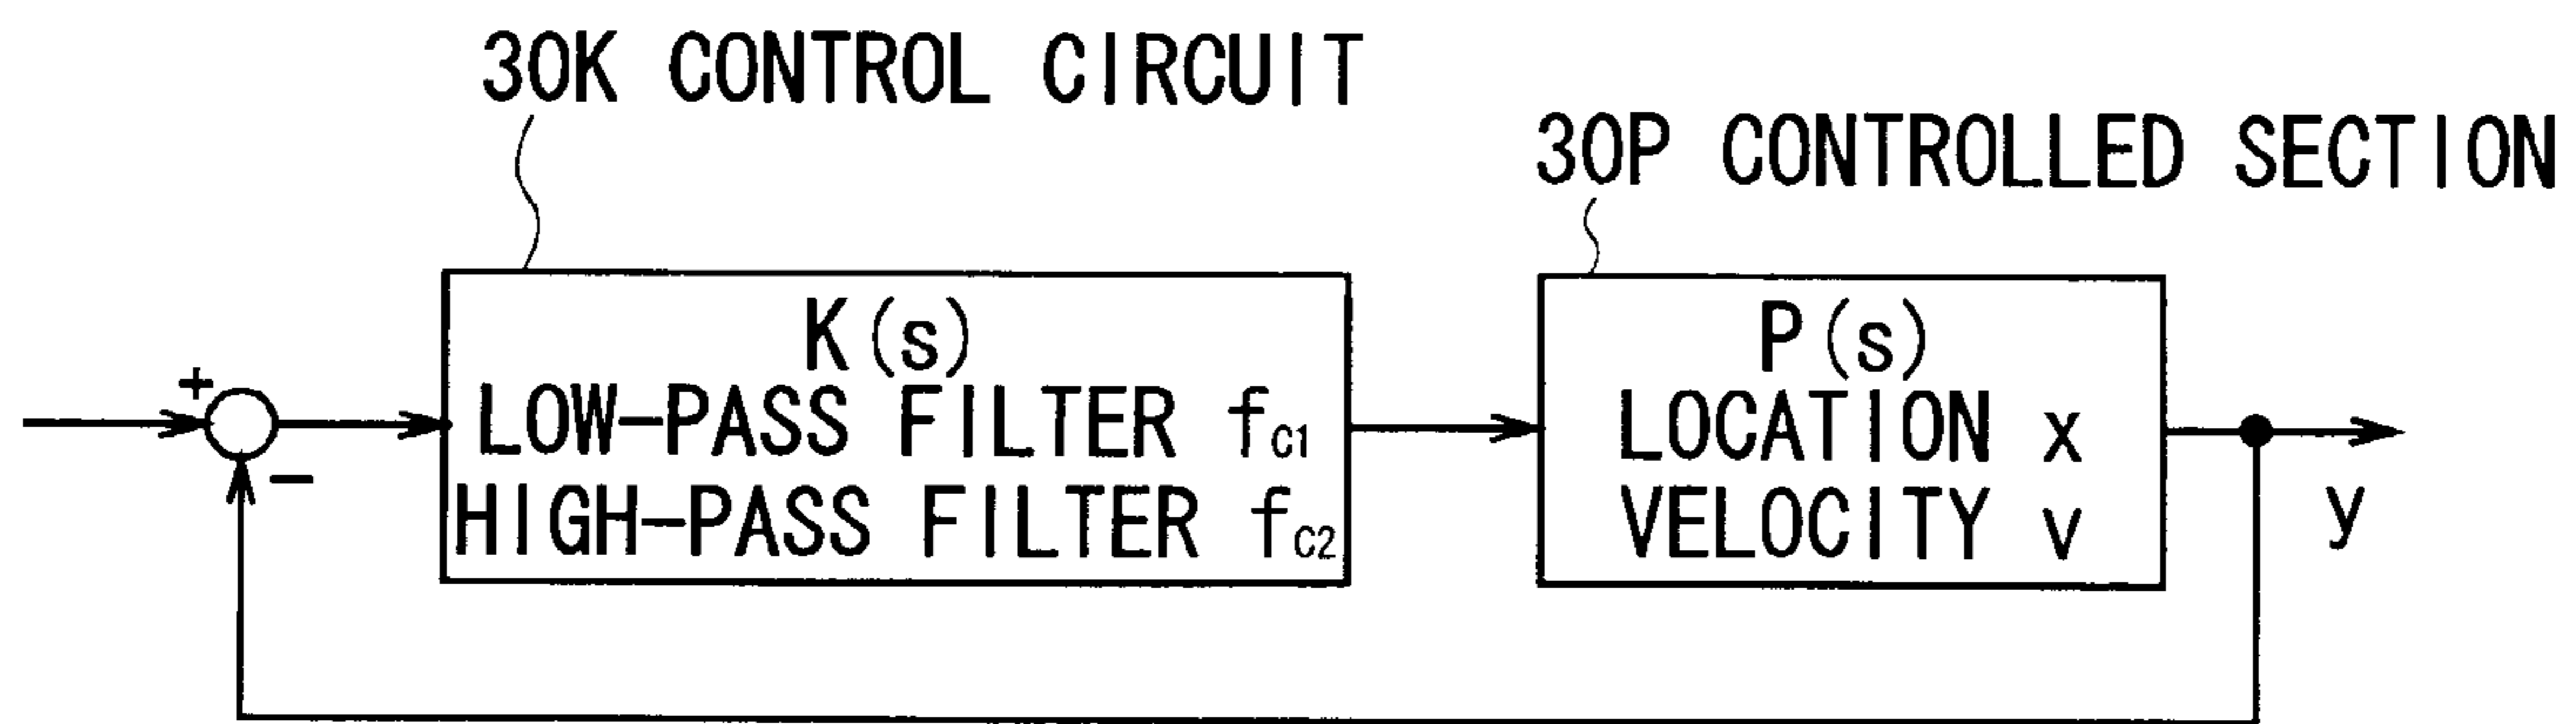 30K CONTROL CIRCUIT
30P CONTROLLED SECTION
K(s)
LOW-PASS FILTER fC1
HIGH-PASS FILTER fC2
P(s)
LOCATION x
VELOCITY v
+
−
y